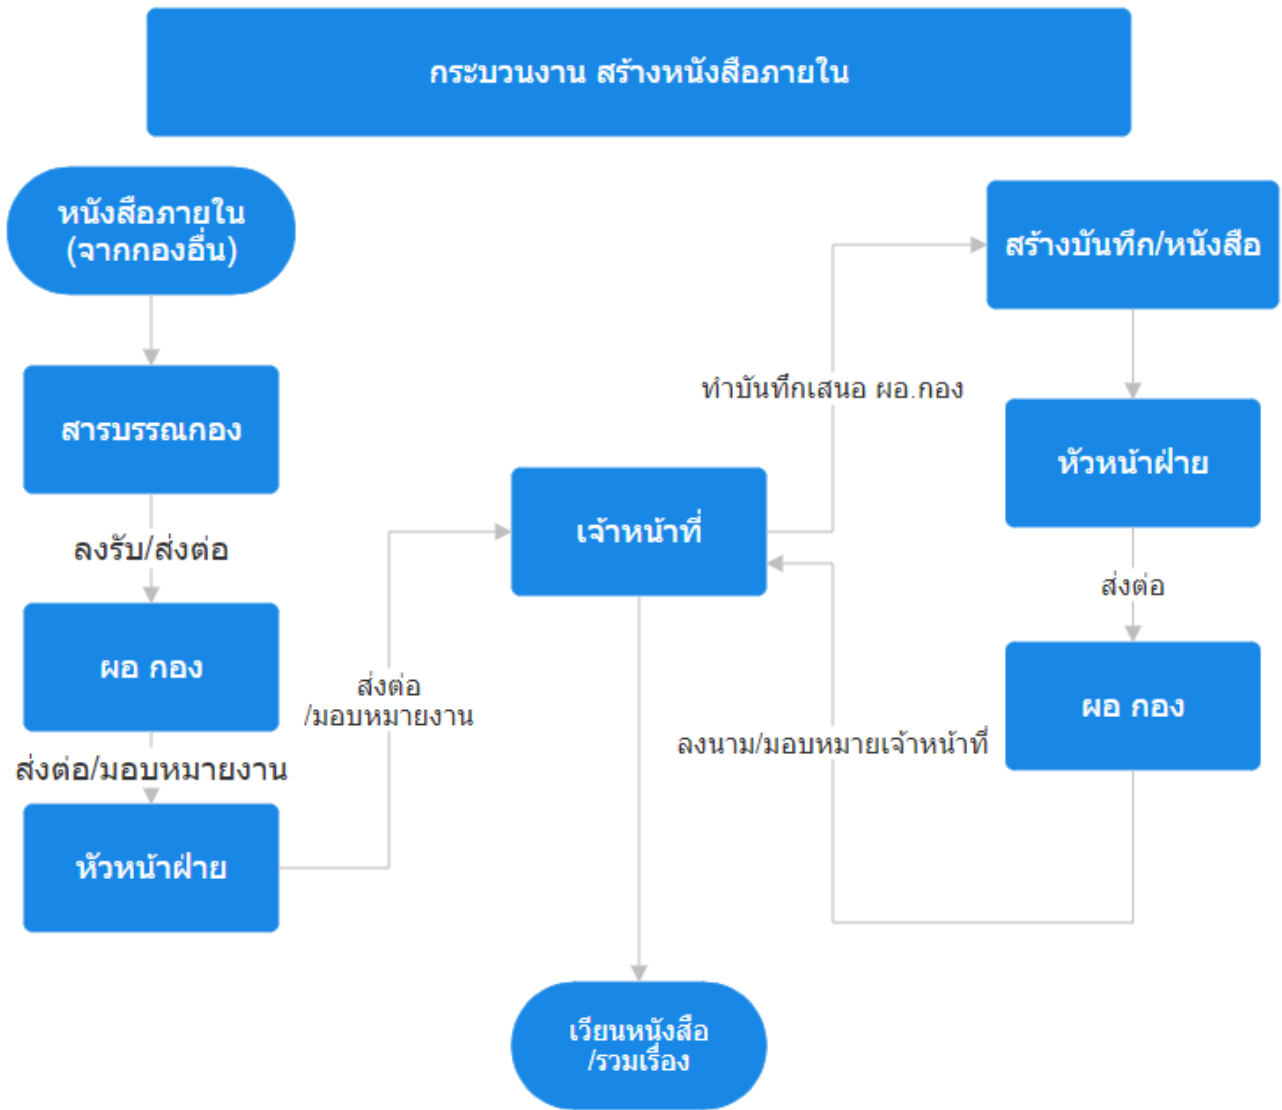 กระบวนงาน สร้างหนังสือภายใน
หนังสือภายใน
(จากกองอื่น)
สารบรรณกอง
ลงรับ/ส่งต่อ
ผอ กอง
ส่งต่อ/มอบหมายงาน
หัวหน้าฝ่าย
ส่งต่อ
/มอบหมายงาน
เจ้าหน้าที่
ทำบันทึกเสนอ ผอ.กอง
สร้างบันทึก/หนังสือ
หัวหน้าฝ่าย
ส่งต่อ
ผอ กอง
ลงนาม/มอบหมายเจ้าหน้าที่
เวียนหนังสือ
/รวมเรื่อง